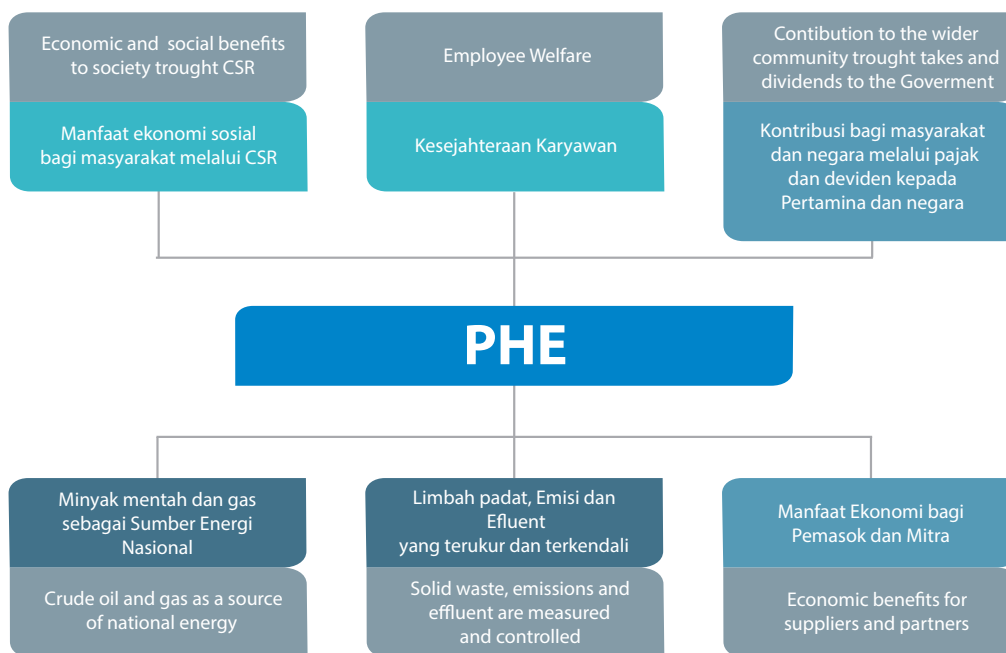 Economic and social benefits
to society trought CSR
Manfaat ekonomi sosial
bagi masyarakat melalui CSR
Employee Welfare
Kesejahteraan Karyawan
Contibution to the wider
community trought takes and
dividends to the Goverment
Kontribusi bagi masyarakat
dan negara melalui pajak
dan deviden kepada
Pertamina dan negara
PHE
Minyak mentah dan gas
sebagai Sumber Energi
Nasional
Crude oil and gas as a source
of national energy
Limbah padat, Emisi dan
Efluent
yang terukur dan terkendali
Solid waste, emissions and
effluent are measured
and controlled
Manfaat Ekonomi bagi
Pemasok dan Mitra
Economic benefits for
suppliers and partners